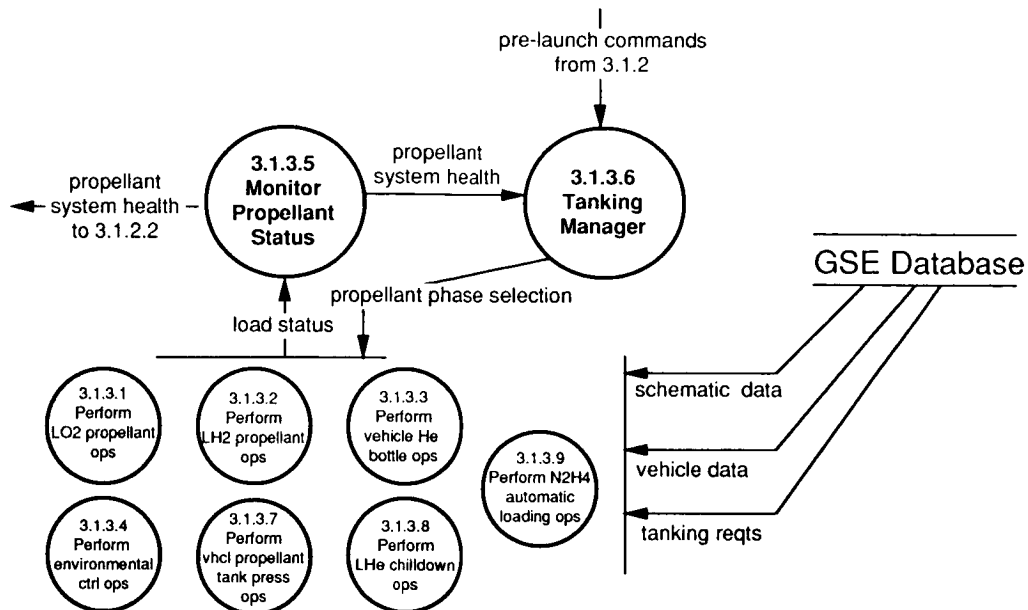 pre-launch commands
from 3.1.2
propellant
system health
to 3.1.2.2
3.1.3.5
Monitor
Propellant
Status
propellant
system health
3.1.3.6
Tanking
Manager
GSE Database
propellant phase selection
load status
schematic data
vehicle data
tanking reqts
3.1.3.1
Perform
LO2 propellant
ops
3.1.3.2
Perform
LH2 propellant
ops
3.1.3.3
Perform
vehicle He
bottle ops
3.1.3.9
Perform N2H4
automatic
loading ops
3.1.3.4
Perform
environmental
ctrl ops
3.1.3.7
Perform
vhcl propellant
tank press
ops
3.1.3.8
Perform
LHe chilldown
ops